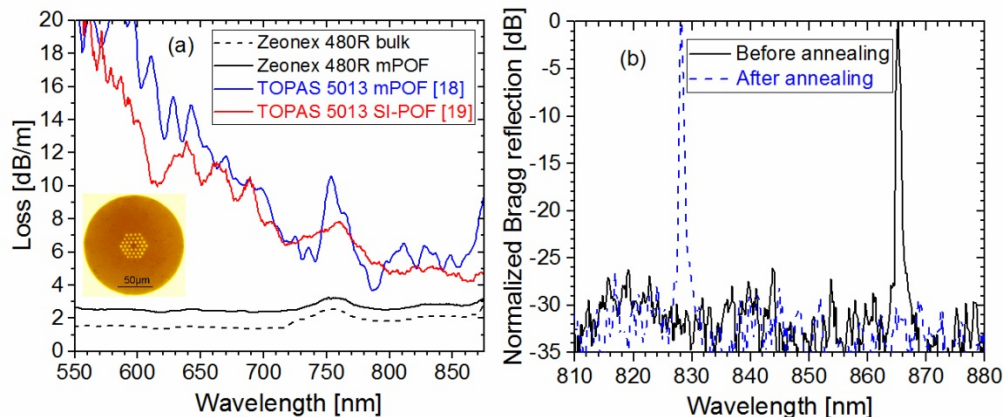 (a)
Zeonex 480R bulk
Zeonex 480R mPOF
TOPAS 5013 mPOF [18]
TOPAS 5013 SI-POF [19]
20
18
16
14
12
10
8
6
4
2
0
Loss [dB/m]
50µm
550 600 650 700 750 800 850
Wavelength [nm]
(b)
Before annealing
After annealing
0
-5
-10
-15
-20
-25
-30
-35
Normalized Bragg reflection [dB]
810 820 830 840 850 860 870 880
Wavelength [nm]